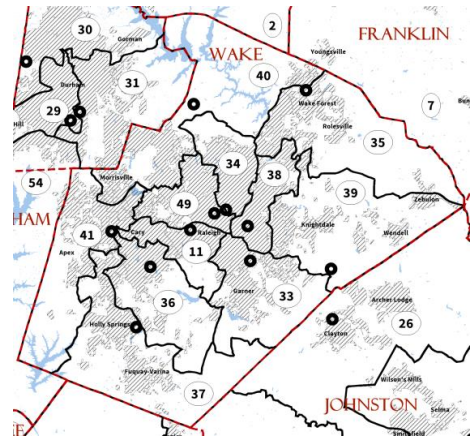 30
2
FRANKLIN
Gorman
WAKE
Youngsville
40
Durham
31
Wake Forest
7
29
Rolesville
Hill
34
35
Morrisville
38
54
39
49
Zebulon
HAM
Knightdale
41
Cary
Raleigh
Wendell
Apex
11
Archer Lodge
36
Garner
33
26
Holly Springs
Clayton
Fuquay-Varina
Wilson's Mills
37
JOHNSTON
Selma
Smithfield